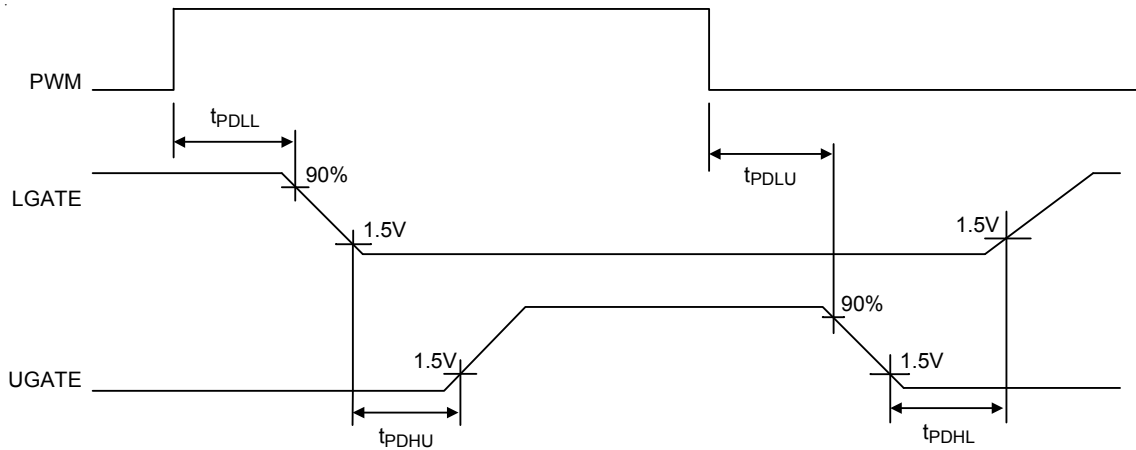 PWM
tPDLL
90%
LGATE
tPDLU
1.5V
1.5V
90%
1.5V
1.5V
UGATE
tPDHU
tPDHL